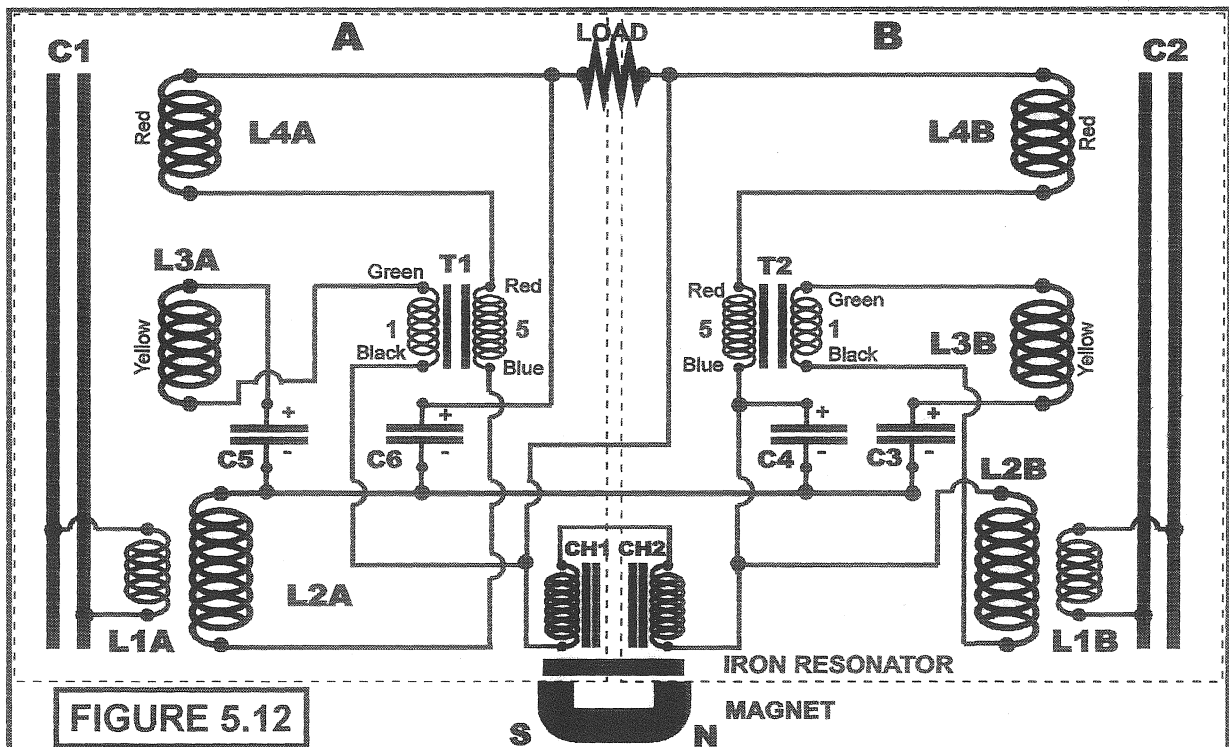 LOAD
A
B
C1
C2
Red
L4A
L4B
Red
L3A
Green
T1
Red
Red
T2
Green
Yellow
1
5
5
1
L3B
Yellow
Black
Blue
Blue
Black
+
+
+
+
-
-
-
-
C5
C6
C4
C3
L2B
CH1
CH2
L2A
L1A
L1B
IRON RESONATOR
FIGURE 5.12
MAGNET
S
N